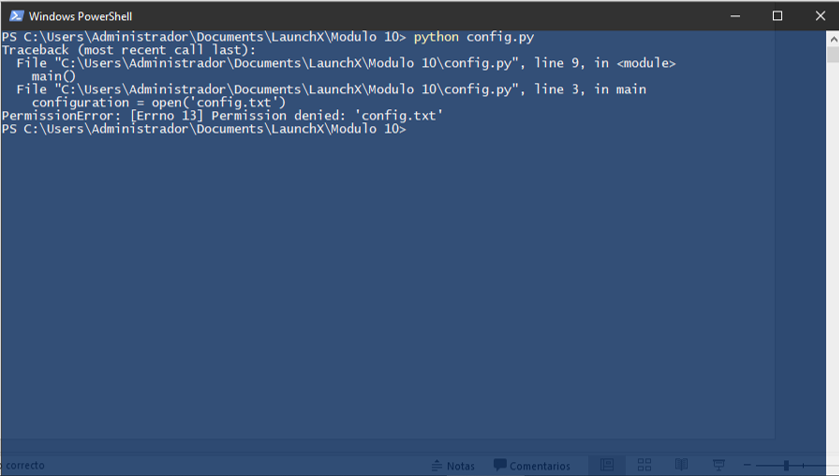 Windows PowerShell
PS C:\Users\Administrador\Documents\LaunchX\Modulo 10> python config.py
Traceback (most recent call last):
  File "C:\Users\Administrador\Documents\LaunchX\Modulo 10\config.py", line 9, in <module>
    main()
  File "C:\Users\Administrador\Documents\LaunchX\Modulo 10\config.py", line 3, in main
    configuration = open('config.txt')
PermissionError: [Errno 13] Permission denied: 'config.txt'
PS C:\Users\Administrador\Documents\LaunchX\Modulo 10>
correcto
Notas
Comentarios